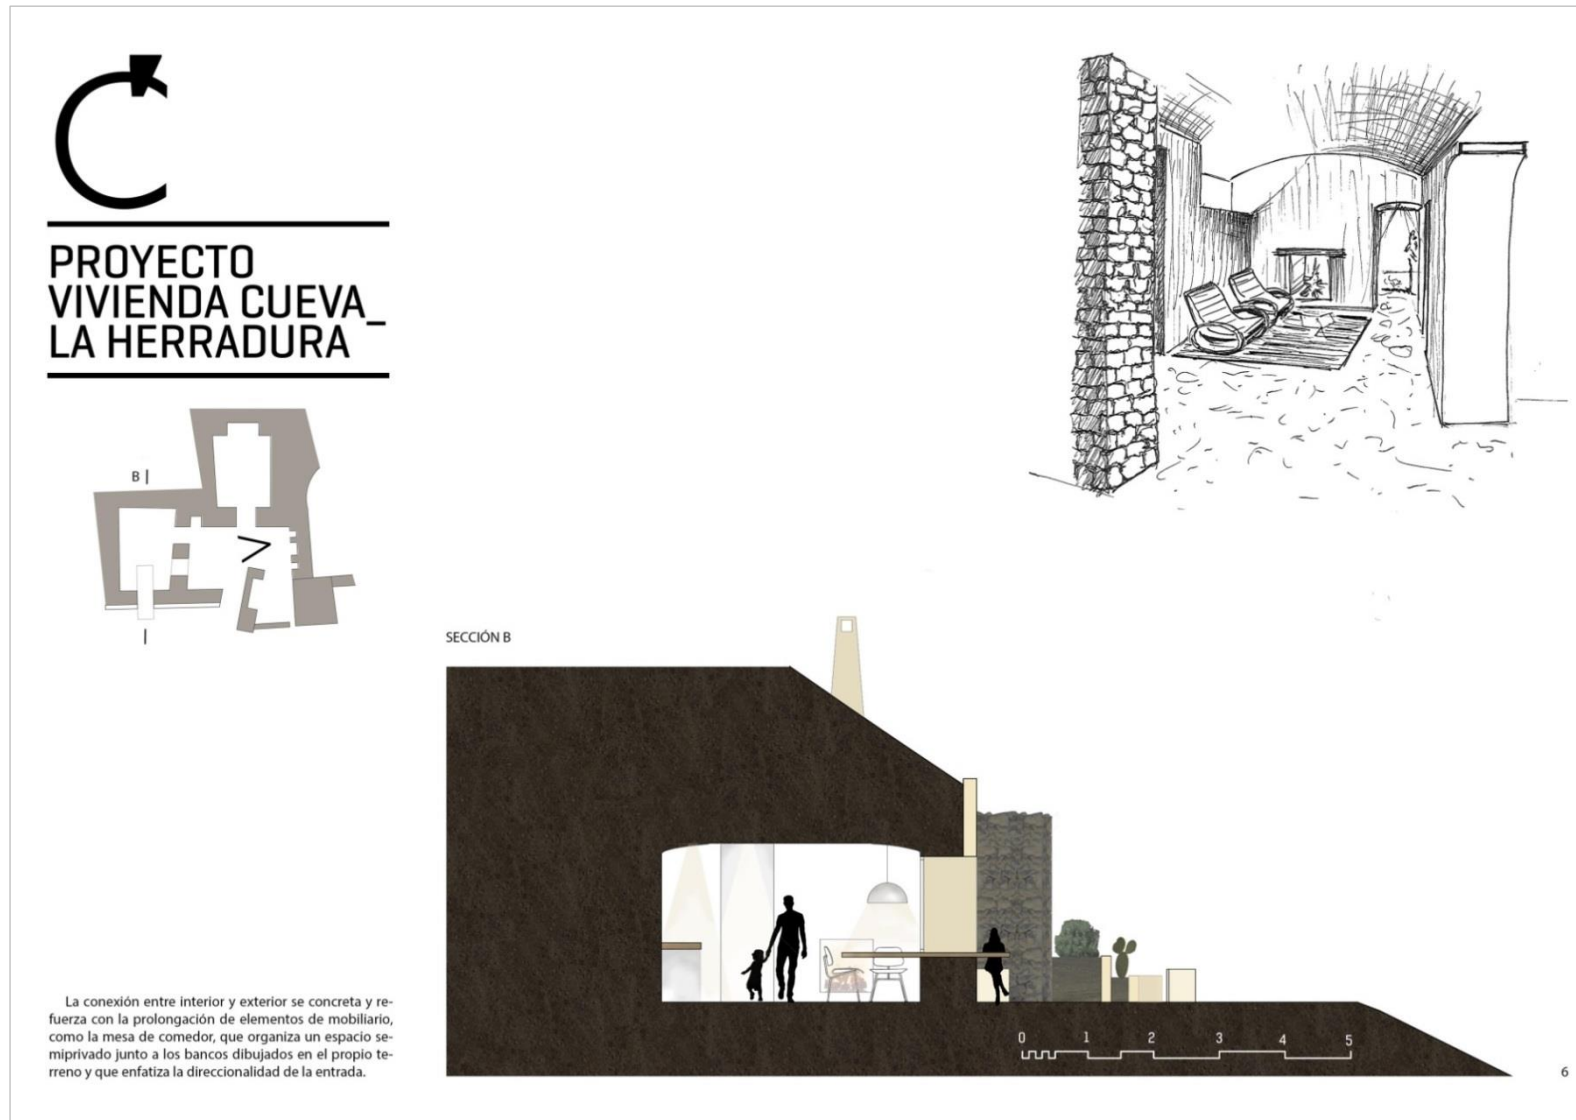 PROYECTO
VIVIENDA CUEVA_
LA HERRADURA
B
SECCIÓN B
La conexión entre interior y exterior se concreta y re-
fuerza con la prolongación de elementos de mobiliario,
como la mesa de comedor, que organiza un espacio se-
miprivado junto a los bancos dibujados en el propio te-
rreno y que enfatiza la direccionalidad de la entrada.
0 1 2 3 4 5
6